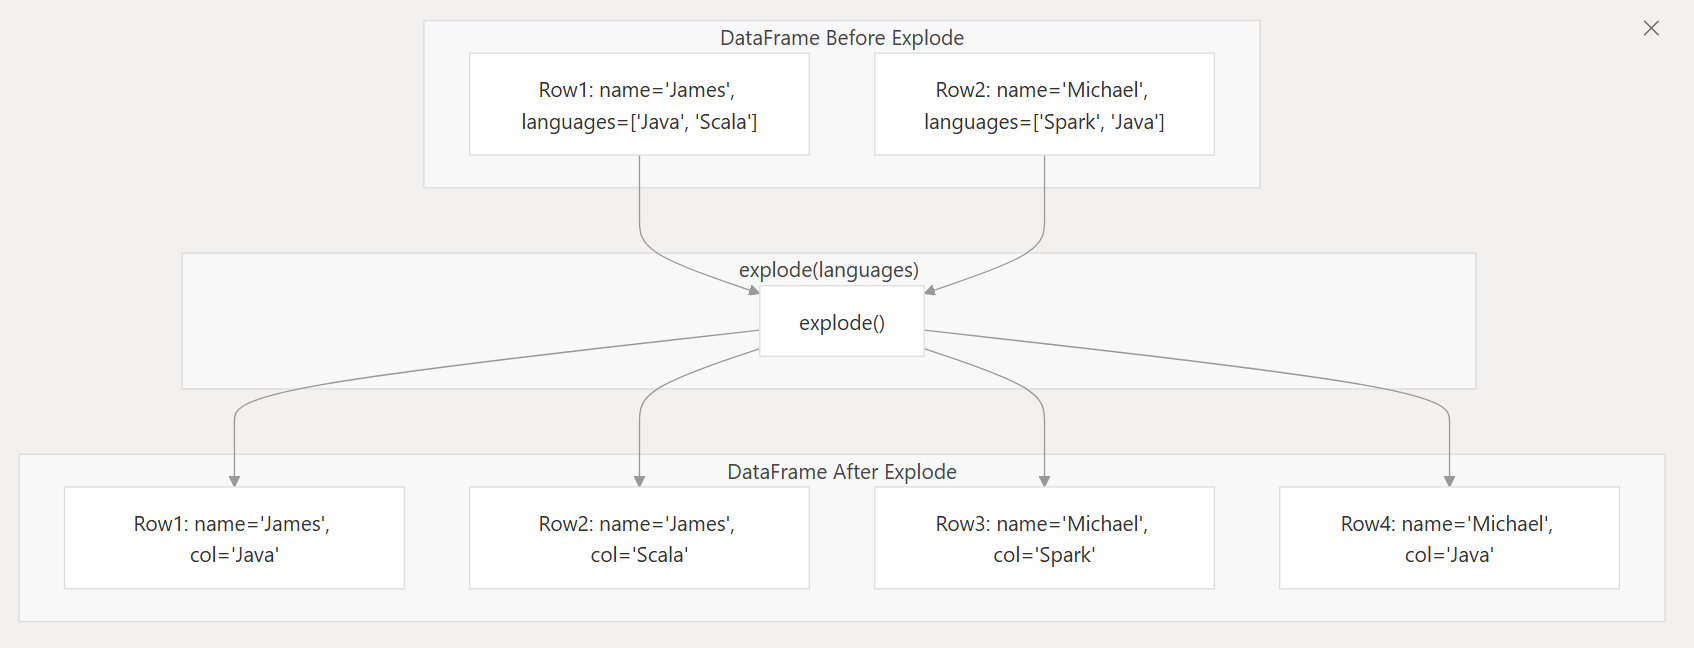 DataFrame Before Explode
Row1: name='James',
languages=['Java', 'Scala']
Row2: name='Michael',
languages=['Spark', 'Java']
explode(languages)
explode()
DataFrame After Explode
Row1: name='James',
col='Java'
Row2: name='James',
col='Scala'
Row3: name='Michael',
col='Spark'
Row4: name='Michael',
col='Java'